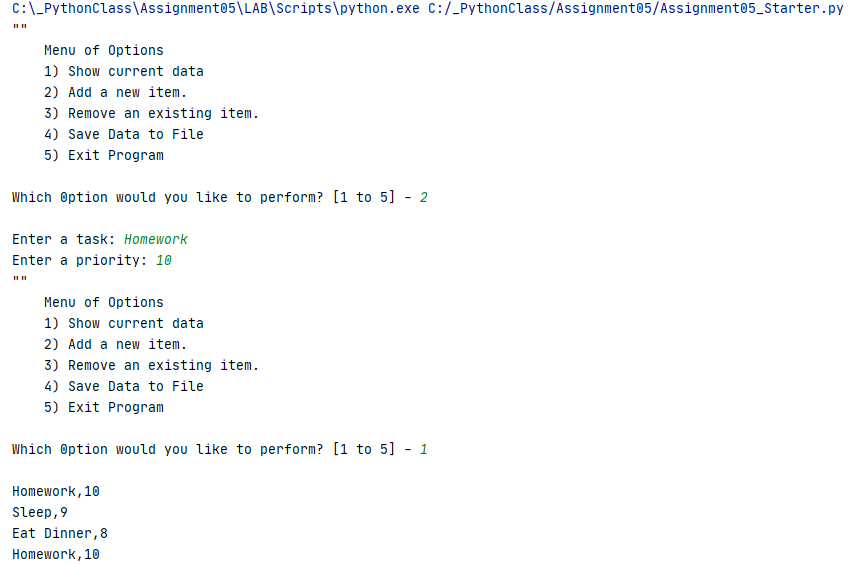 C:\_PythonClass\Assignment05\LAB\Scripts\python.exe C:/_PythonClass/Assignment05/Assignment05_Starter.py
""
Menu of Options
1) Show current data
2) Add a new item.
3) Remove an existing item.
4) Save Data to File
5) Exit Program
Which Option would you like to perform? [1 to 5] - 2
Enter a task: Homework
Enter a priority: 10
""
Menu of Options
1) Show current data
2) Add a new item.
3) Remove an existing item.
4) Save Data to File
5) Exit Program
Which Option would you like to perform? [1 to 5] - 1
Homework,10
Sleep,9
Eat Dinner,8
Homework,10